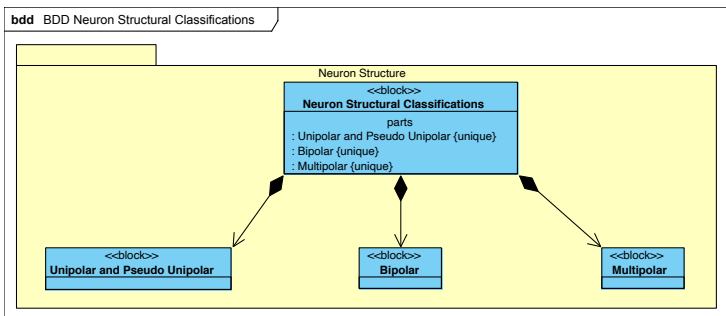 bdd BDD Neuron Structural Classifications
Neuron Structure
<<block>>
Neuron Structural Classifications
parts
: Unipolar and Pseudo Unipolar {unique}
: Bipolar {unique}
: Multipolar {unique}
<<block>>
Unipolar and Pseudo Unipolar
<<block>>
Bipolar
<<block>>
Multipolar